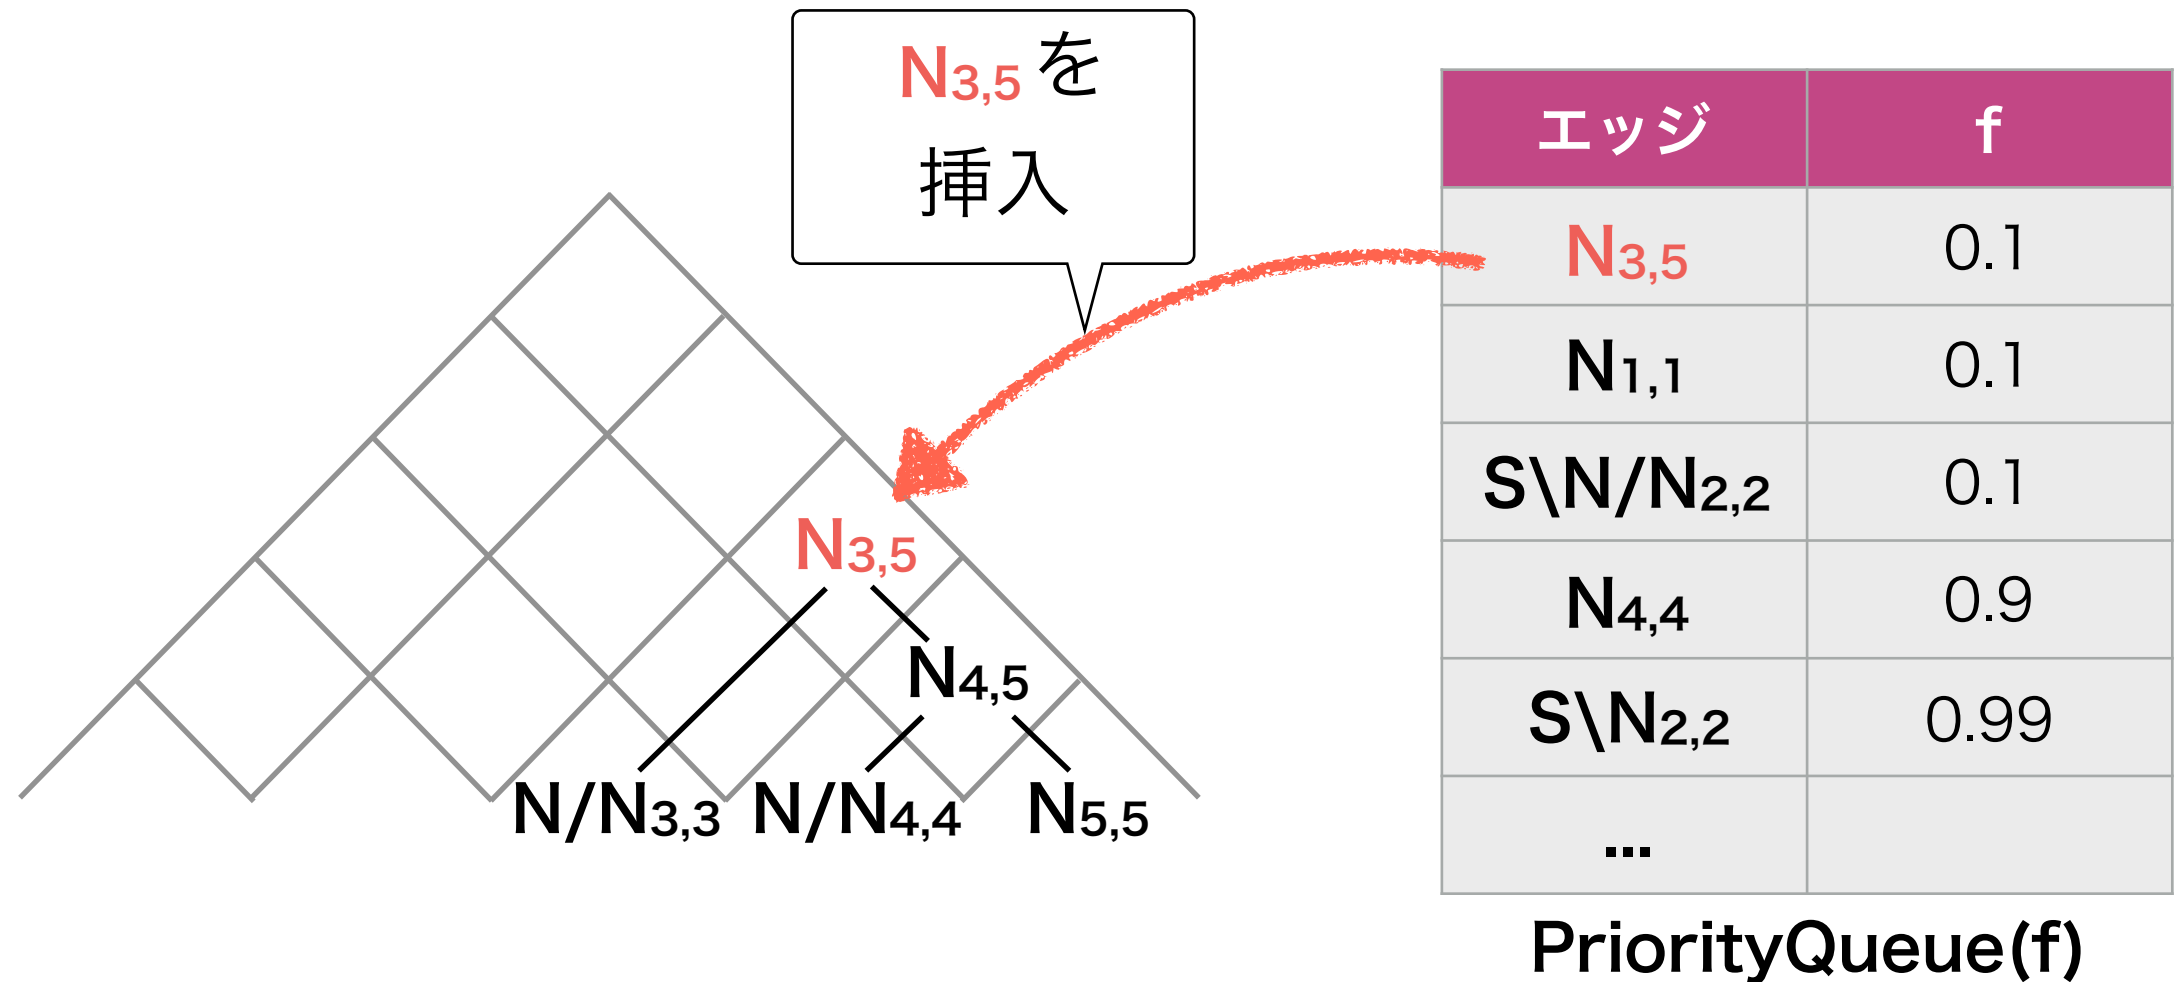 N3,5 を
挿入
エッジ f
N3,5 0.1
N1,1 0.1
S\N/N2,2 0.1
N4,4 0.9
S\N2,2 0.99
...
PriorityQueue(f)
N3,5
N4,5
N/N3,3 N/N4,4 N5,5